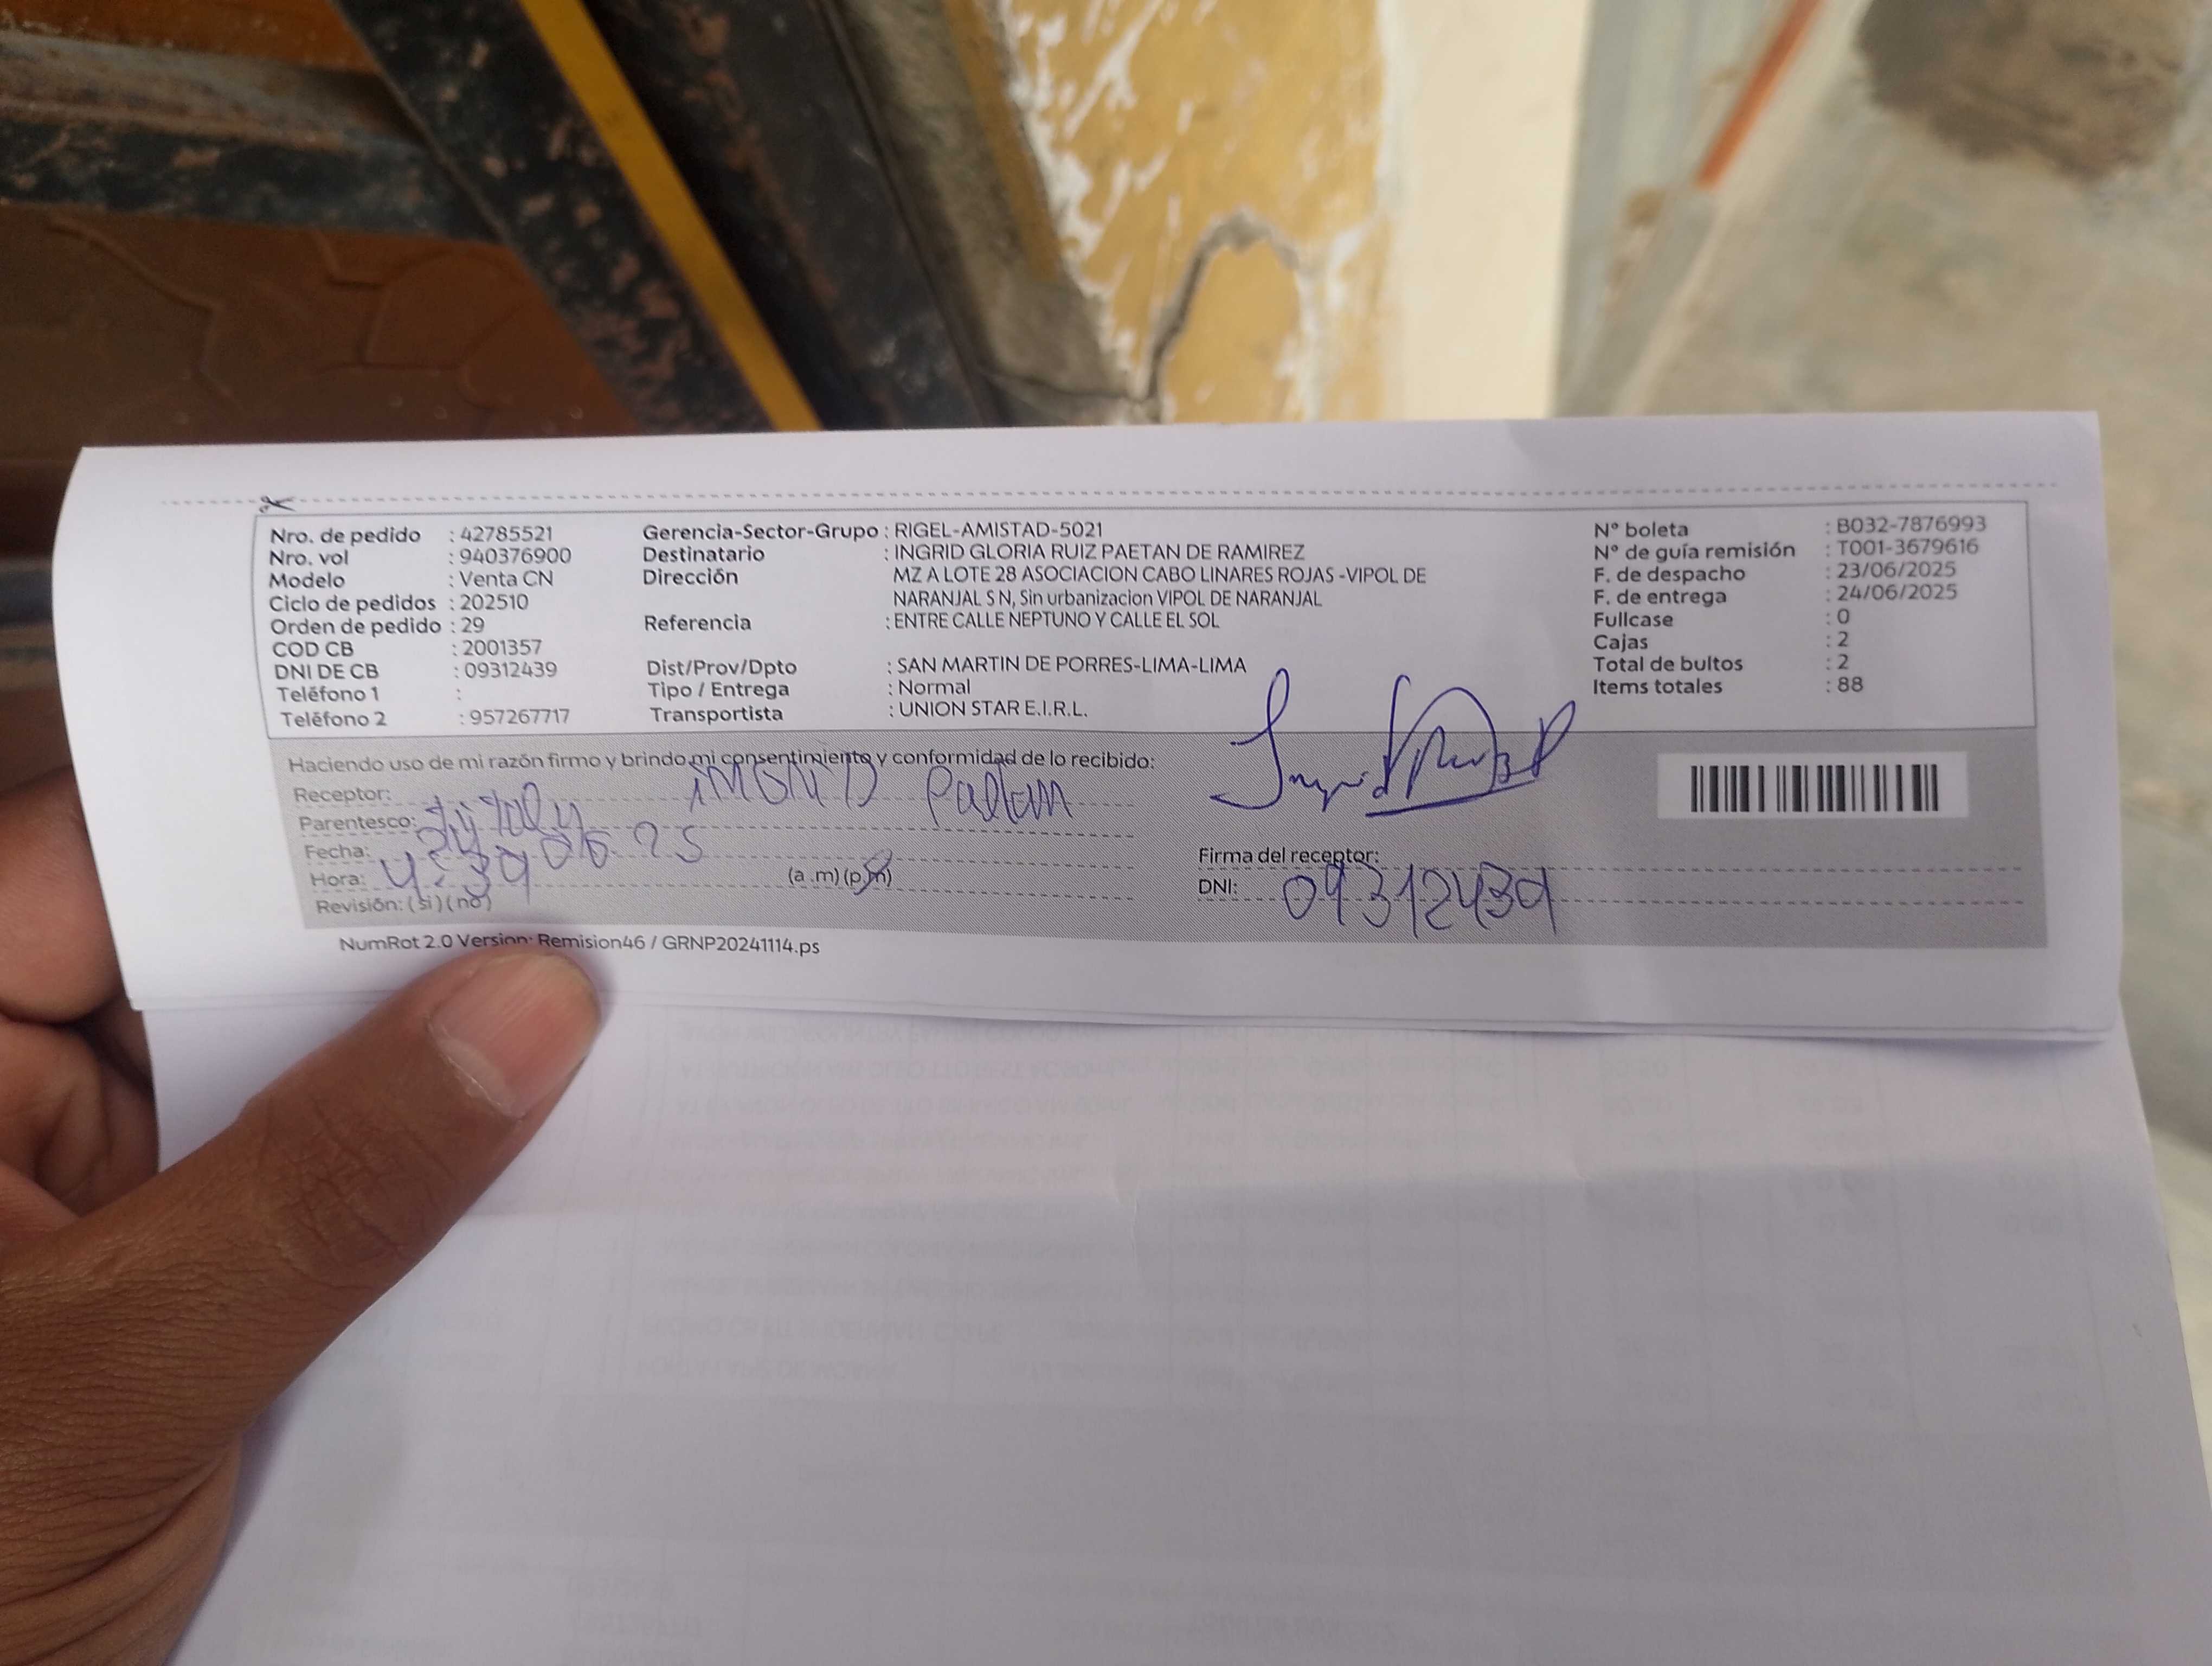 Nro. de pedido : 42785521 Gerencia-Sector-Grupo : RIGEL-AMISTAD-5021 N° boleta : B032-7876993
Nro. vol : 940376900 Destinatario : INGRID GLORIA RUIZ PAETAN DE RAMIREZ N° de guía remisión : T001-3679616
Modelo : Venta CN Dirección MZ A LOTE 28 ASOCIACION CABO LINARES ROJAS -VIPOL DE F. de despacho : 23/06/2025
Ciclo de pedidos : 202510 NARANJAL S N, Sin urbanizacion VIPOL DE NARANJAL F. de entrega : 24/06/2025
Orden de pedido : 29 Referencia : ENTRE CALLE NEPTUNO Y CALLE EL SOL Fullcase : 0
COD CB : 2001357 Cajas : 2
DNI DE CB : 09312439 Dist/Prov/Dpto : SAN MARTIN DE PORRES-LIMA-LIMA Total de bultos : 2
Teléfono 1 : Tipo / Entrega : Normal Items totales : 88
Teléfono 2 : 957267717 Transportista : UNION STAR E.I.R.L.
Haciendo uso de mi razón firmo y brindo mi consentimiento y conformidad de lo recibido:
Receptor: Paetan
Parentesco:
Fecha: 24 06 25
Hora: 4:39 (a .m) (p.m)
Revisión: ( si ) ( no )
Firma del receptor:
DNI: 09312439
NumRot 2.0 Version: Remision46 / GRNP20241114.ps